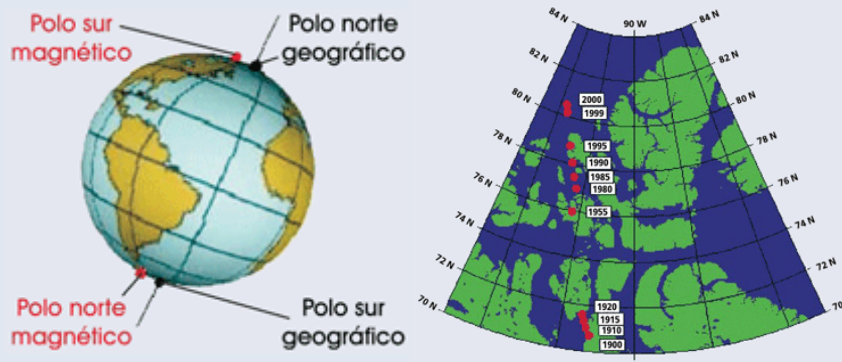 Polo sur
magnético
Polo norte
geográfico
Polo norte
magnético
Polo sur
geográfico
84 N
90 W
84 N
82 N
82 N
80 N
80 N
78 N
78 N
76 N
76 N
74 N
74 N
72 N
72 N
70 N
70
2000
1999
1995
1990
1985
1980
1955
1920
1915
1910
1900